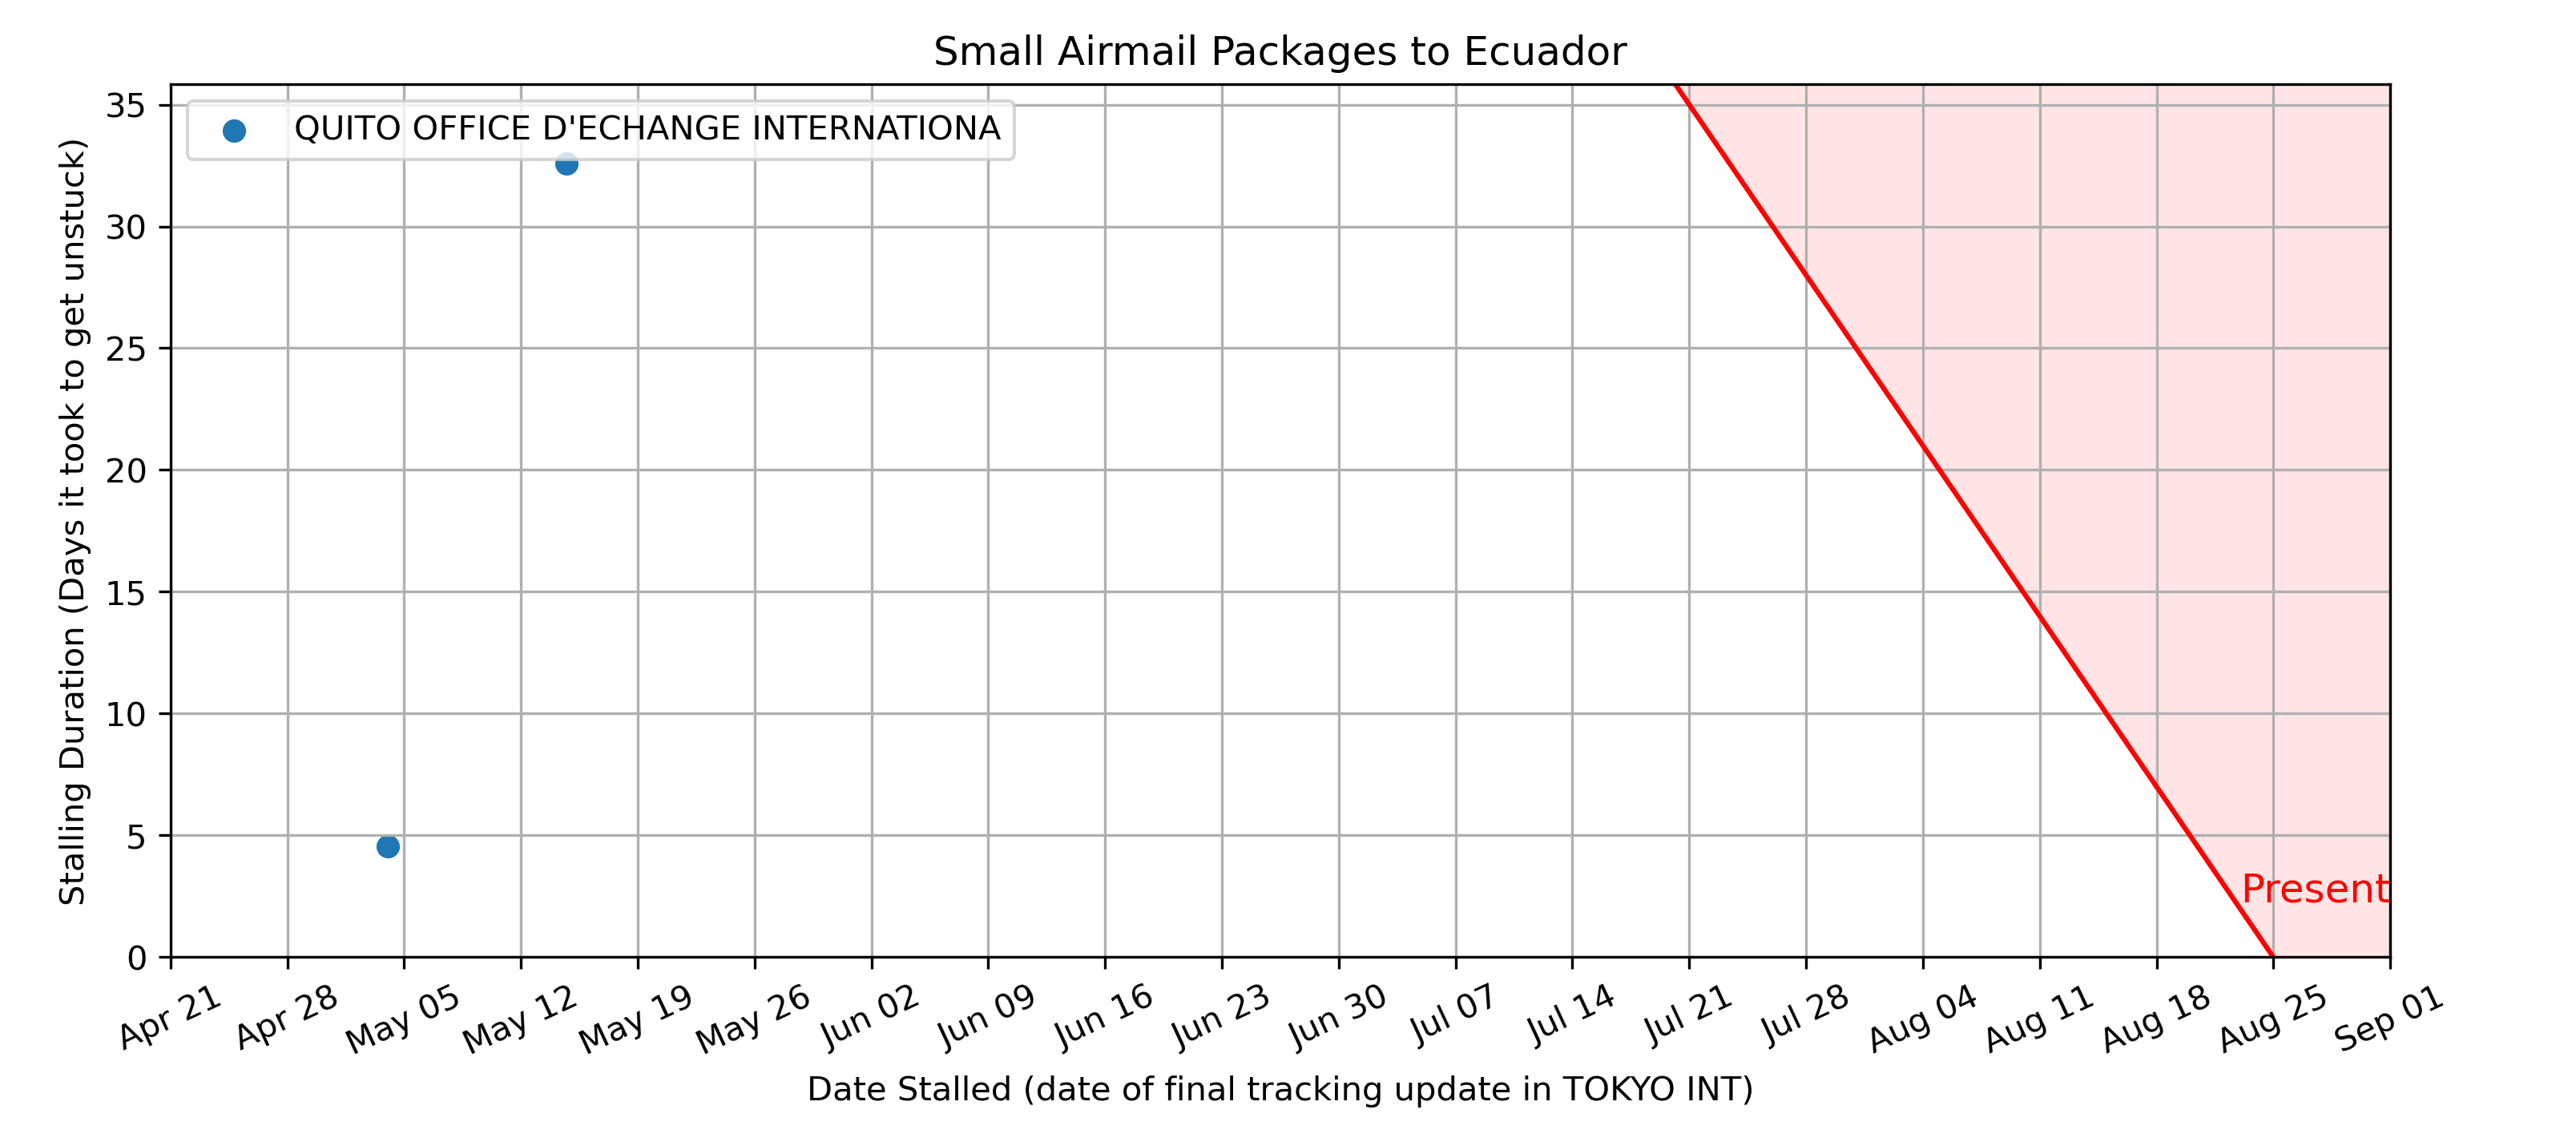 Small Airmail Packages to Ecuador
QUITO OFFICE D'ECHANGE INTERNATIONA
Stalling Duration (Days it took to get unstuck)
35
30
25
20
15
10
5
0
Present
Apr 21
Apr 28
May 05
May 12
May 19
May 26
Jun 02
Jun 09
Jun 16
Jun 23
Jun 30
Jul 07
Jul 14
Jul 21
Jul 28
Aug 04
Aug 11
Aug 18
Aug 25
Sep 01
Date Stalled (date of final tracking update in TOKYO INT)